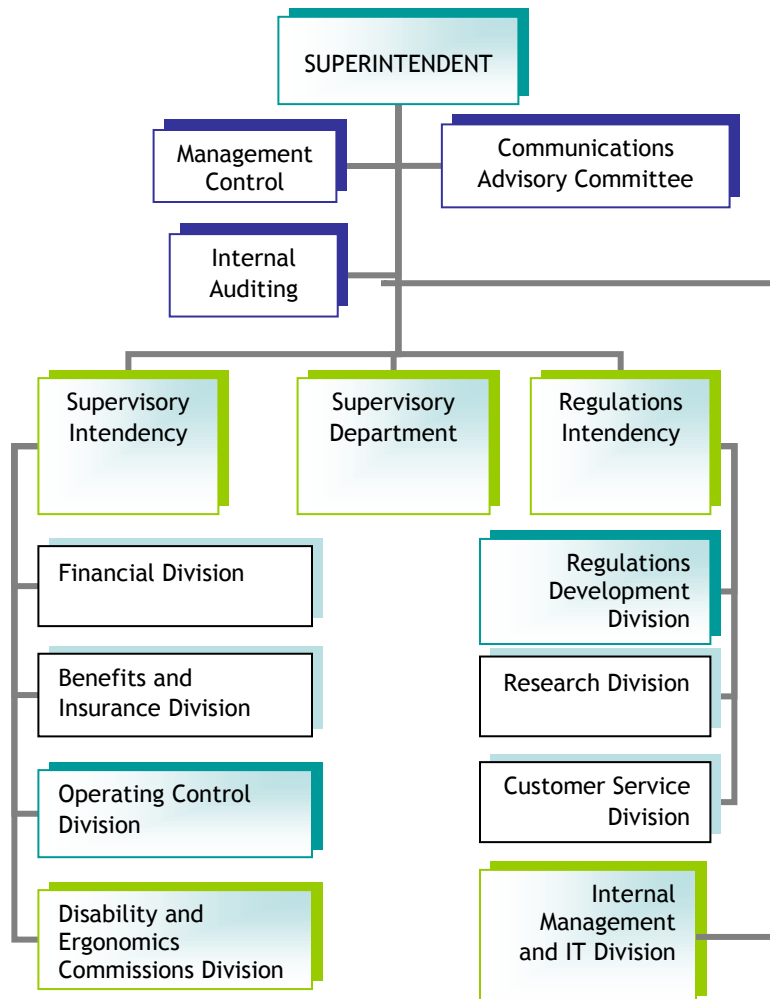 SUPERINTENDENT
Management
Control
Communications
Advisory Committee
Internal
Auditing
Supervisory
Intendency
Supervisory
Department
Regulations
Intendency
Financial Division
Regulations
Development
Division
Benefits and
Insurance Division
Research Division
Operating Control
Division
Customer Service
Division
Disability and
Ergonomics
Commissions Division
Internal
Management
and IT Division